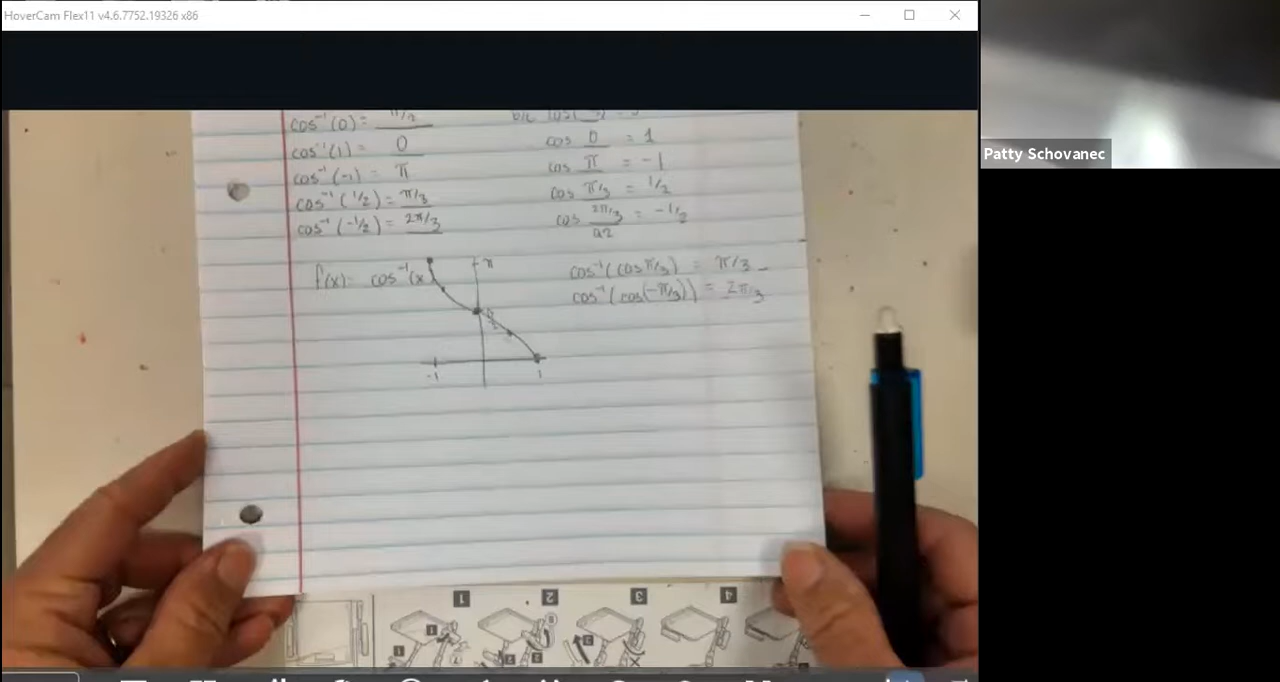 HoverCam Flex11 v4.6.7752.19326 x86
Patty Schovanec
cos⁻¹(0) = π/2
b/c cos
cos⁻¹(1) = 0
cos 0 = 1
cos⁻¹(-1) = π
cos π = -1
cos⁻¹(1/2) = π/3
cos π/3 = 1/2
cos⁻¹(-1/2) = 2π/3
cos 2π/3 = -1/2
Q2
f(x) = cos⁻¹(x
π
-1
1
cos⁻¹(cos π/3) = π/3
cos⁻¹(cos(-π/3)) = 2π/3
1
2
3
4